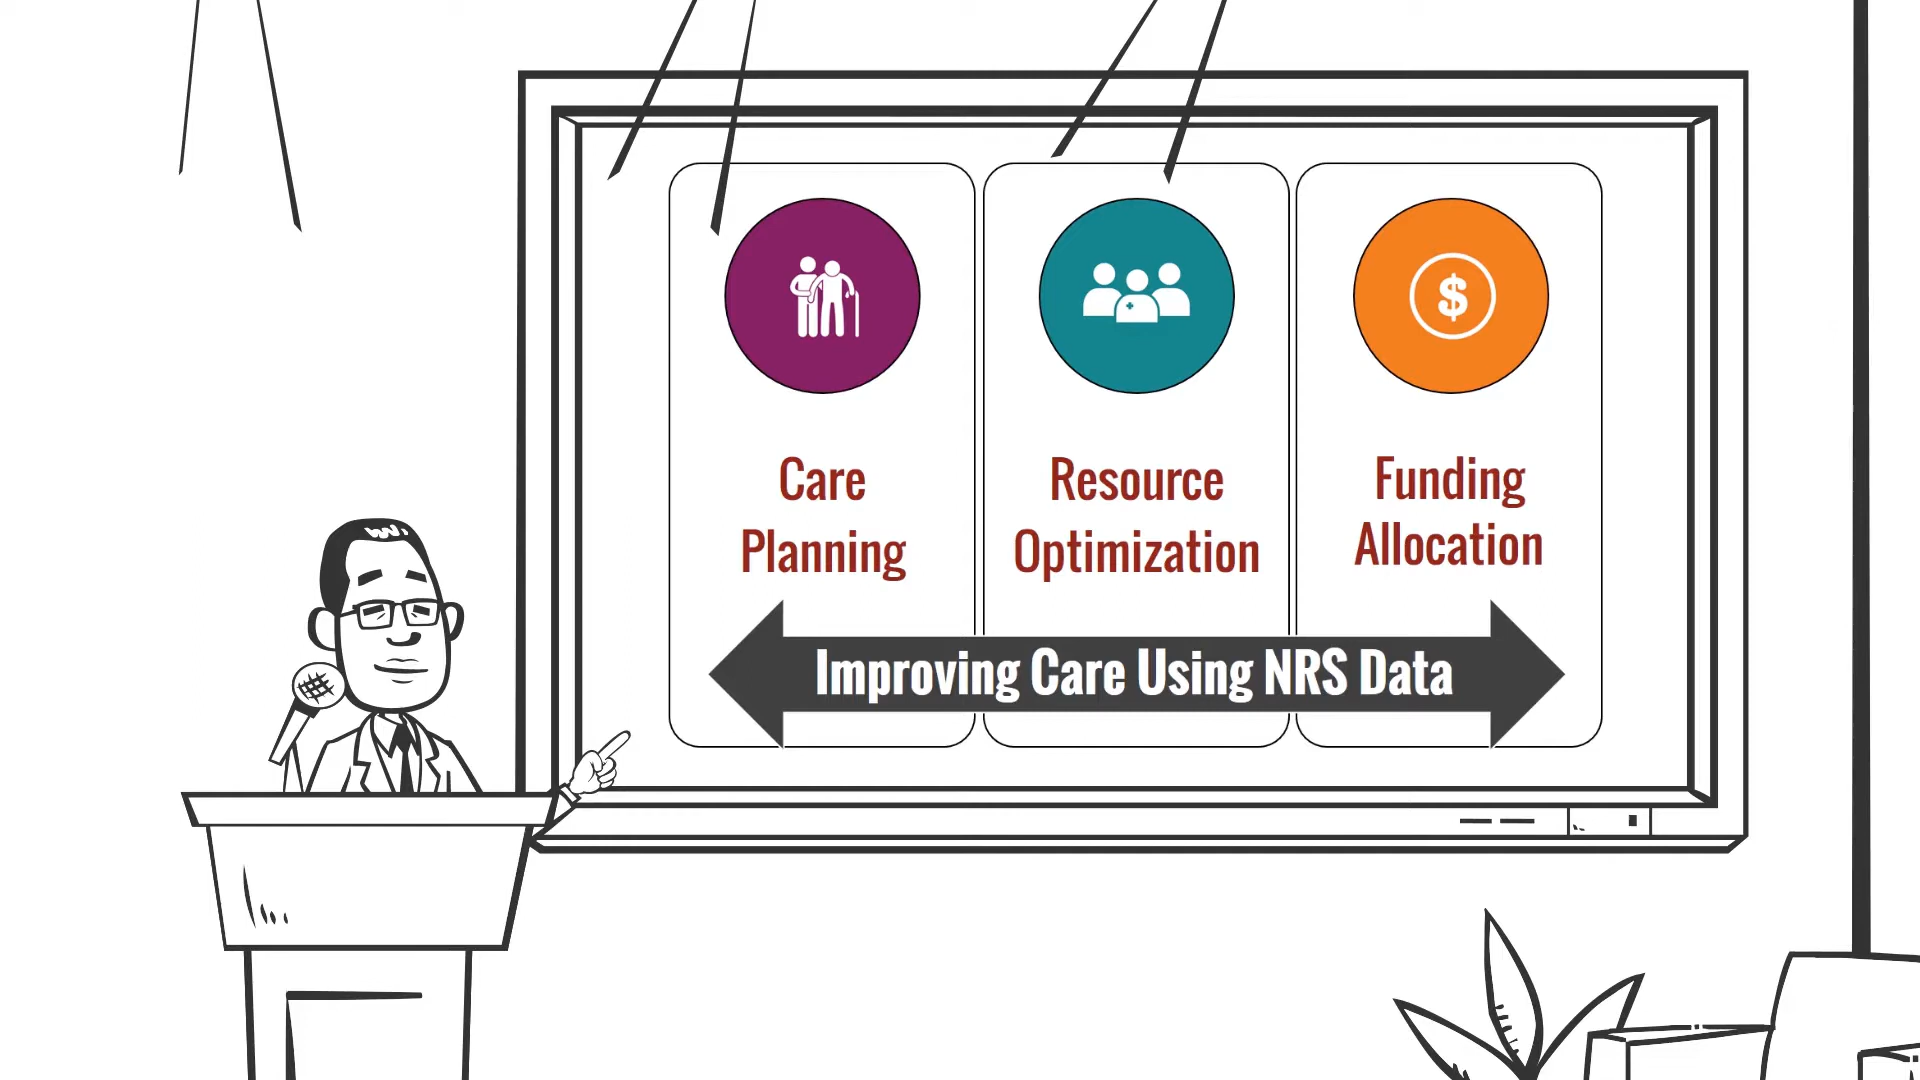 Care
Planning
Resource
Optimization
Funding
Allocation
Improving Care Using NRS Data